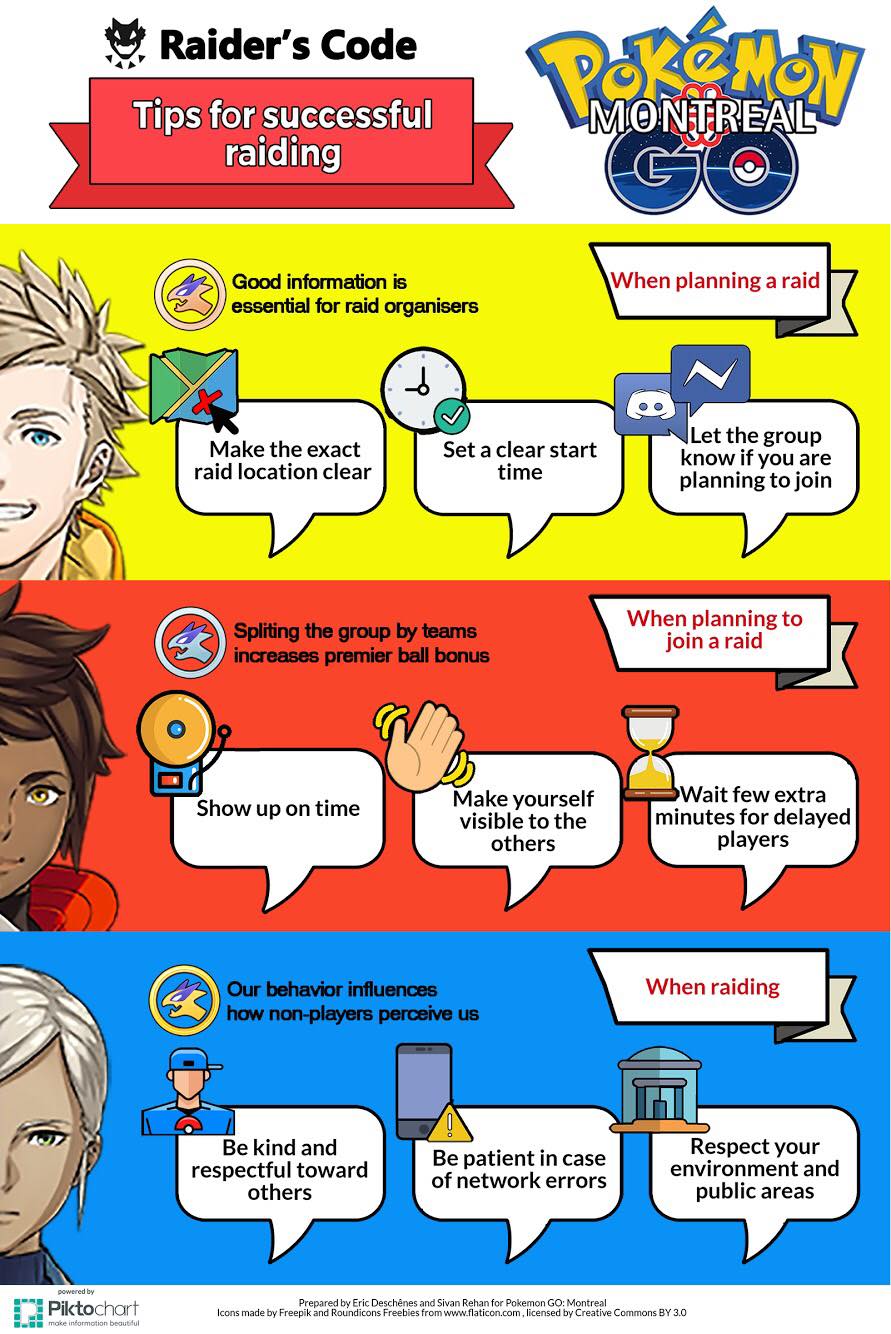 Raider's Code
Tips for successful
raiding
POKéMON
MONTREAL
GO
Good information is
essential for raid organisers
When planning a raid
Make the exact
raid location clear
Set a clear start
time
Let the group
know if you are
planning to join
Spliting the group by teams
increases premier ball bonus
When planning to
join a raid
Show up on time
Make yourself
visible to the
others
Wait few extra
minutes for delayed
players
Our behavior influences
how non-players perceive us
When raiding
Be kind and
respectful toward
others
Be patient in case
of network errors
Respect your
environment and
public areas
powered by
Piktochart
make information beautiful
Prepared by Eric Deschênes and Sivan Rehan for Pokemon GO: Montreal
Icons made by Freepik and Roundicons Freebies from www.flaticon.com , licensed by Creative Commons BY 3.0